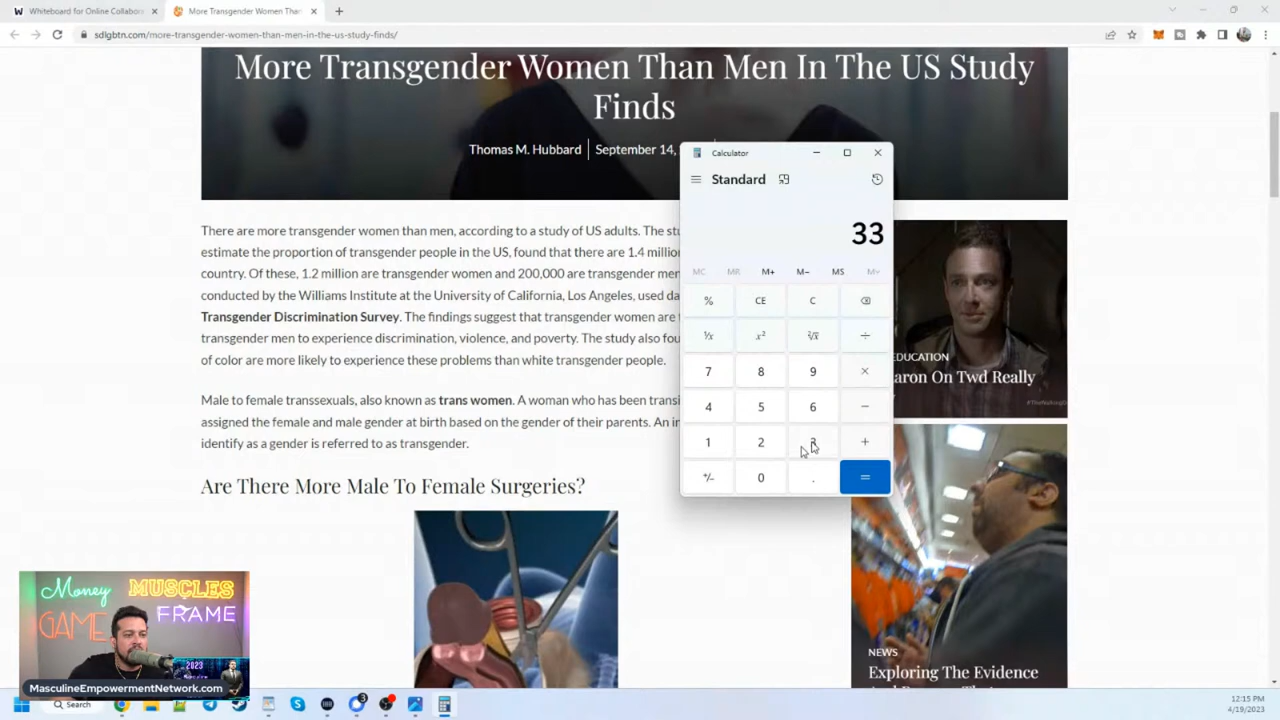 Whiteboard for Online Collabora
More Transgender Women Than
sdlgbtn.com/more-transgender-women-than-men-in-the-us-study-finds/
More Transgender Women Than Men In The US Study
Finds
Thomas M. Hubbard
September 14,
There are more transgender women than men, according to a study of US adults. The stu
estimate the proportion of transgender people in the US, found that there are 1.4 million
country. Of these, 1.2 million are transgender women and 200,000 are transgender men
conducted by the Williams Institute at the University of California, Los Angeles, used da
Transgender Discrimination Survey. The findings suggest that transgender women are
transgender men to experience discrimination, violence, and poverty. The study also fou
of color are more likely to experience these problems than white transgender people.
Male to female transsexuals, also known as trans women. A woman who has been transi
assigned the female and male gender at birth based on the gender of their parents. An in
identify as a gender is referred to as transgender.
Are There More Male To Female Surgeries?
Calculator
Standard
33
MC MR M+ M− MS M˅
% CE C
¹/x x² ²√x ÷
7 8 9 ×
4 5 6 −
1 2 3 +
+/− 0 . =
EDUCATION
aron On Twd Really
NEWS
Exploring The Evidence
Money
MUSCLES
GAME
FRAME
2023
MasculineEmpowermentNetwork.com
Search
3
12:15 PM
4/19/2023